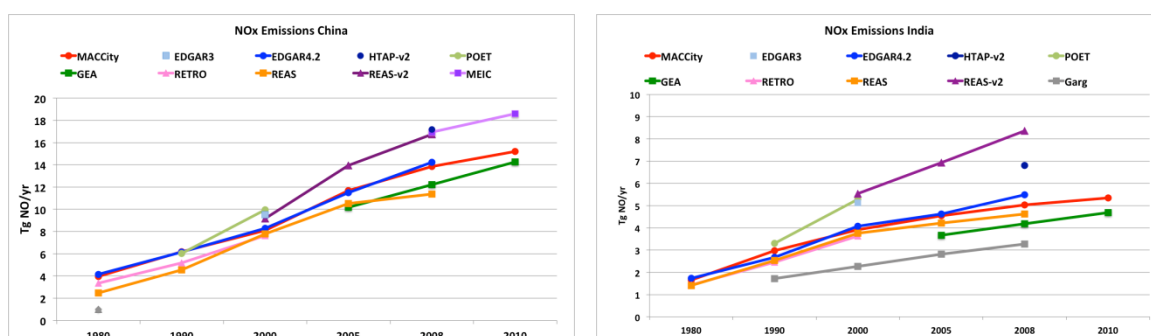 NOx Emissions China
MACCity EDGAR3 EDGAR4.2 HTAP-v2 POET
GEA RETRO REAS REAS-v2 MEIC
20
18
16
14
12
10
8
6
4
2
0
Tg NO/yr
1980 1990 2000 2005 2008 2010
NOx Emissions India
MACCity EDGAR3 EDGAR4.2 HTAP-v2 POET
GEA RETRO REAS REAS-v2 Garg
10
9
8
7
6
5
4
3
2
1
0
Tg NO/yr
1980 1990 2000 2005 2008 2010